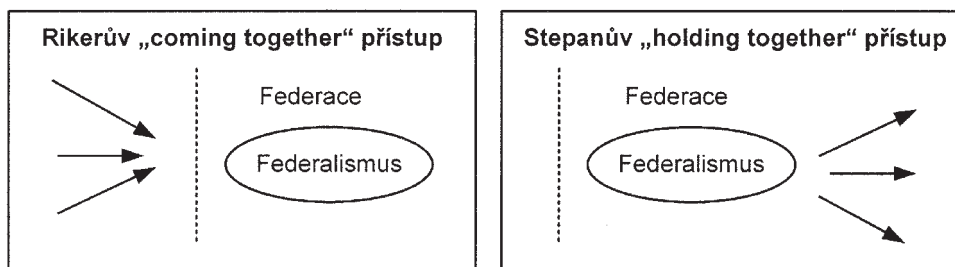 Rikerův „coming together“ přístup
Federace
Federalismus
Stepanův „holding together“ přístup
Federace
Federalismus